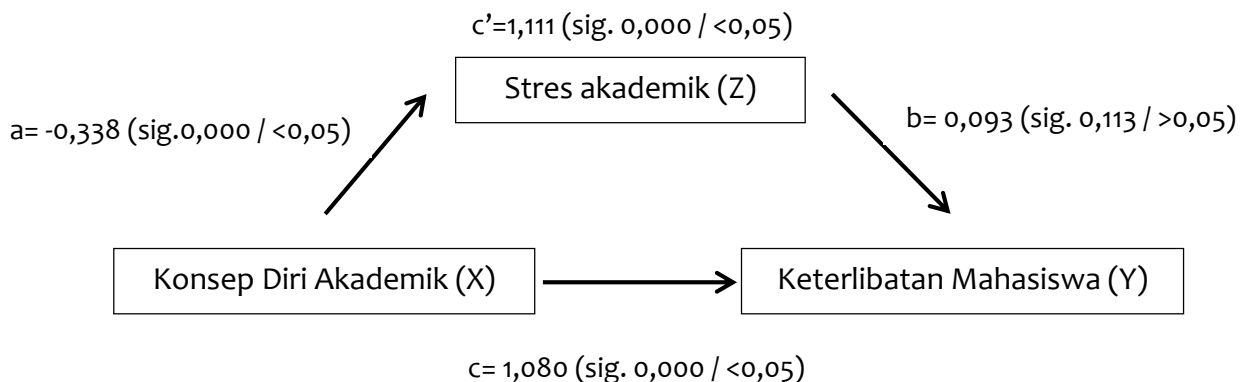 c’=1,111 (sig. 0,000 / <0,05)
Stres akademik (Z)
a= -0,338 (sig.0,000 / <0,05)
b= 0,093 (sig. 0,113 / >0,05)
Konsep Diri Akademik (X)
Keterlibatan Mahasiswa (Y)
c= 1,080 (sig. 0,000 / <0,05)